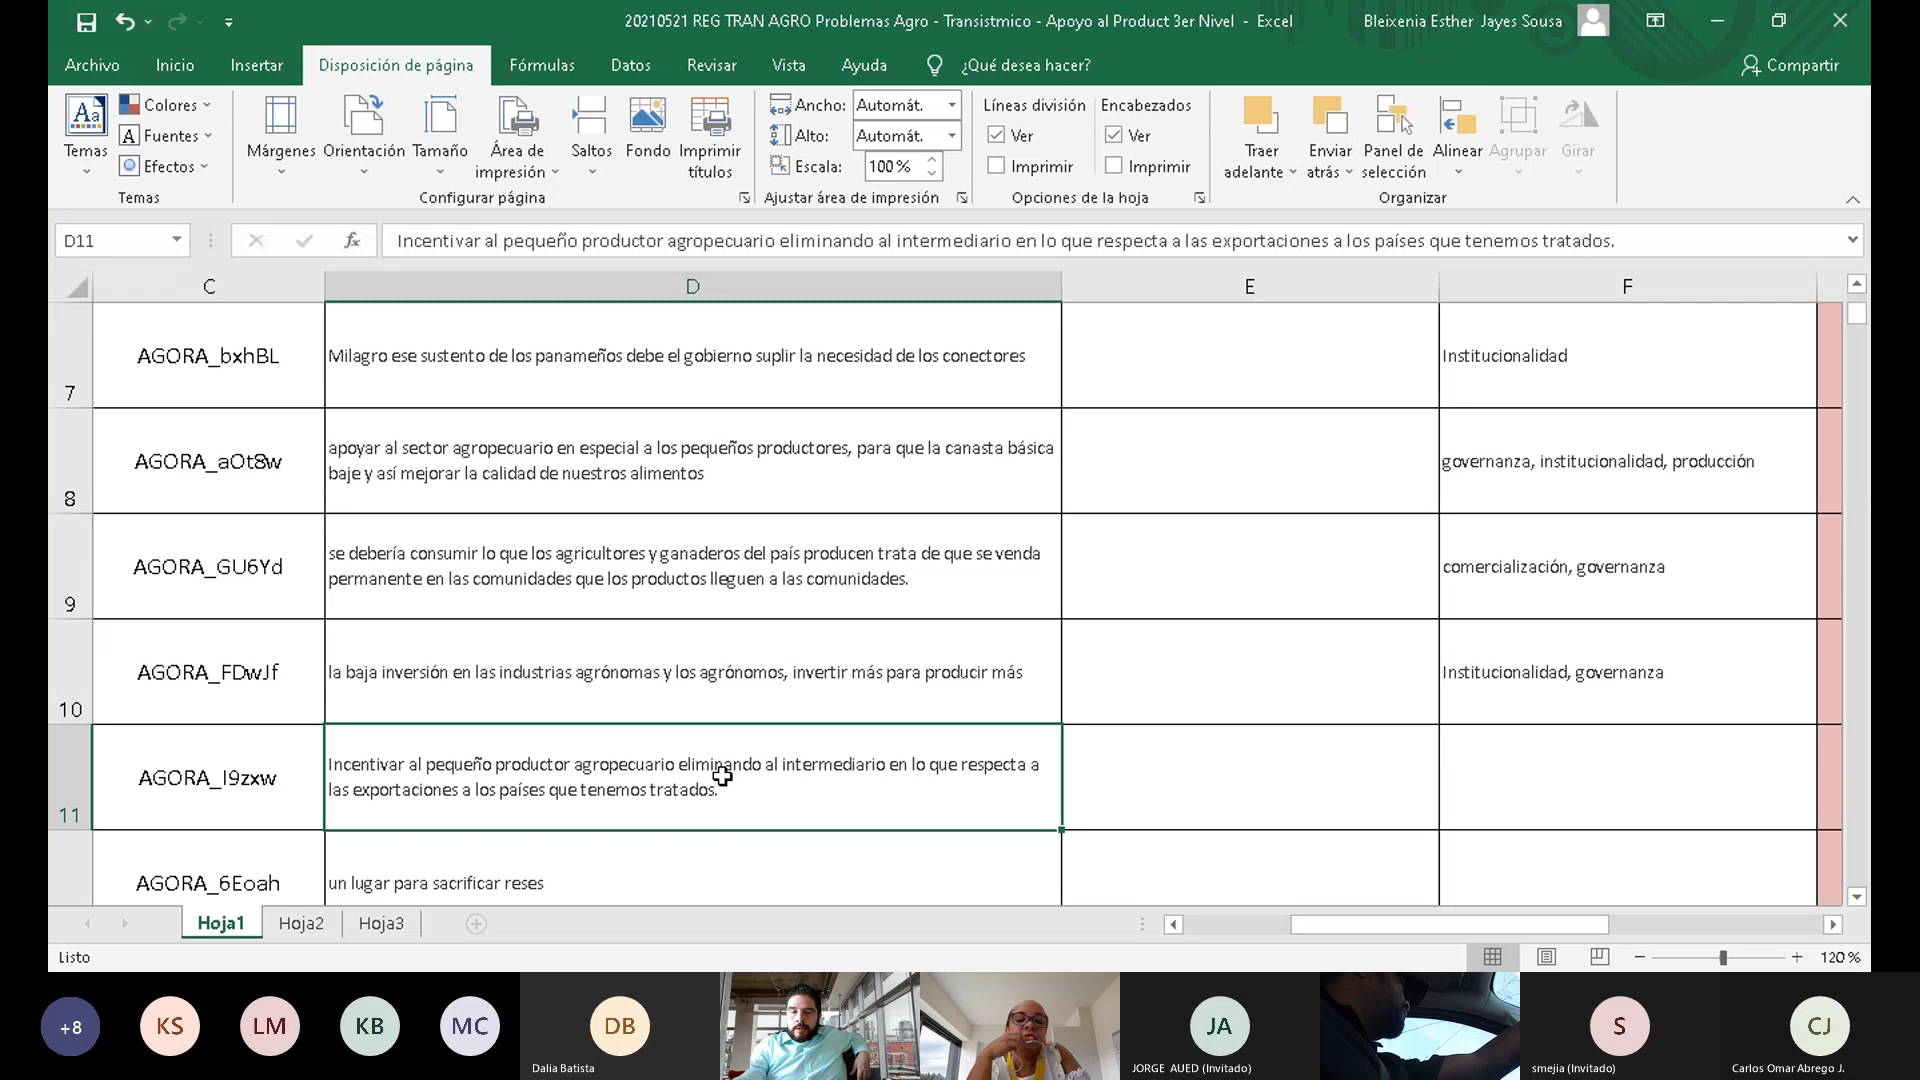 20210521 REG TRAN AGRO Problemas Agro - Transistmico - Apoyo al Product 3er Nivel - Excel
Bleixenia Esther Jayes Sousa
Archivo Inicio Insertar Disposición de página Fórmulas Datos Revisar Vista Ayuda ¿Qué desea hacer? Compartir
Temas
Colores
Fuentes
Efectos
Temas
Márgenes
Orientación
Tamaño
Área de impresión
Saltos
Fondo
Imprimir títulos
Configurar página
Ancho: Automát.
Alto: Automát.
Escala: 100 %
Ajustar área de impresión
Líneas división
Ver
Imprimir
Encabezados
Ver
Imprimir
Opciones de la hoja
Traer adelante
Enviar atrás
Panel de selección
Alinear
Agrupar
Girar
Organizar
D11
fx
Incentivar al pequeño productor agropecuario eliminando al intermediario en lo que respecta a las exportaciones a los países que tenemos tratados.
C D E F
7 AGORA_bxhBL Milagro ese sustento de los panameños debe el gobierno suplir la necesidad de los conectores Institucionalidad
8 AGORA_aOt8w apoyar al sector agropecuario en especial a los pequeños productores, para que la canasta básica
baje y así mejorar la calidad de nuestros alimentos
governanza, institucionalidad, producción
9 AGORA_GU6Yd se debería consumir lo que los agricultores y ganaderos del país producen trata de que se venda
permanente en las comunidades que los productos lleguen a las comunidades.
comercialización, governanza
10 AGORA_FDwJf la baja inversión en las industrias agrónomas y los agrónomos, invertir más para producir más Institucionalidad, governanza
11 AGORA_I9zxw Incentivar al pequeño productor agropecuario eliminando al intermediario en lo que respecta a
las exportaciones a los países que tenemos tratados.
AGORA_6Eoah un lugar para sacrificar reses
Hoja1 Hoja2 Hoja3
Listo
120 %
+8
KS
LM
KB
MC
DB
Dalia Batista
JA
JORGE AUED (Invitado)
S
smejia (Invitado)
CJ
Carlos Omar Abrego J.